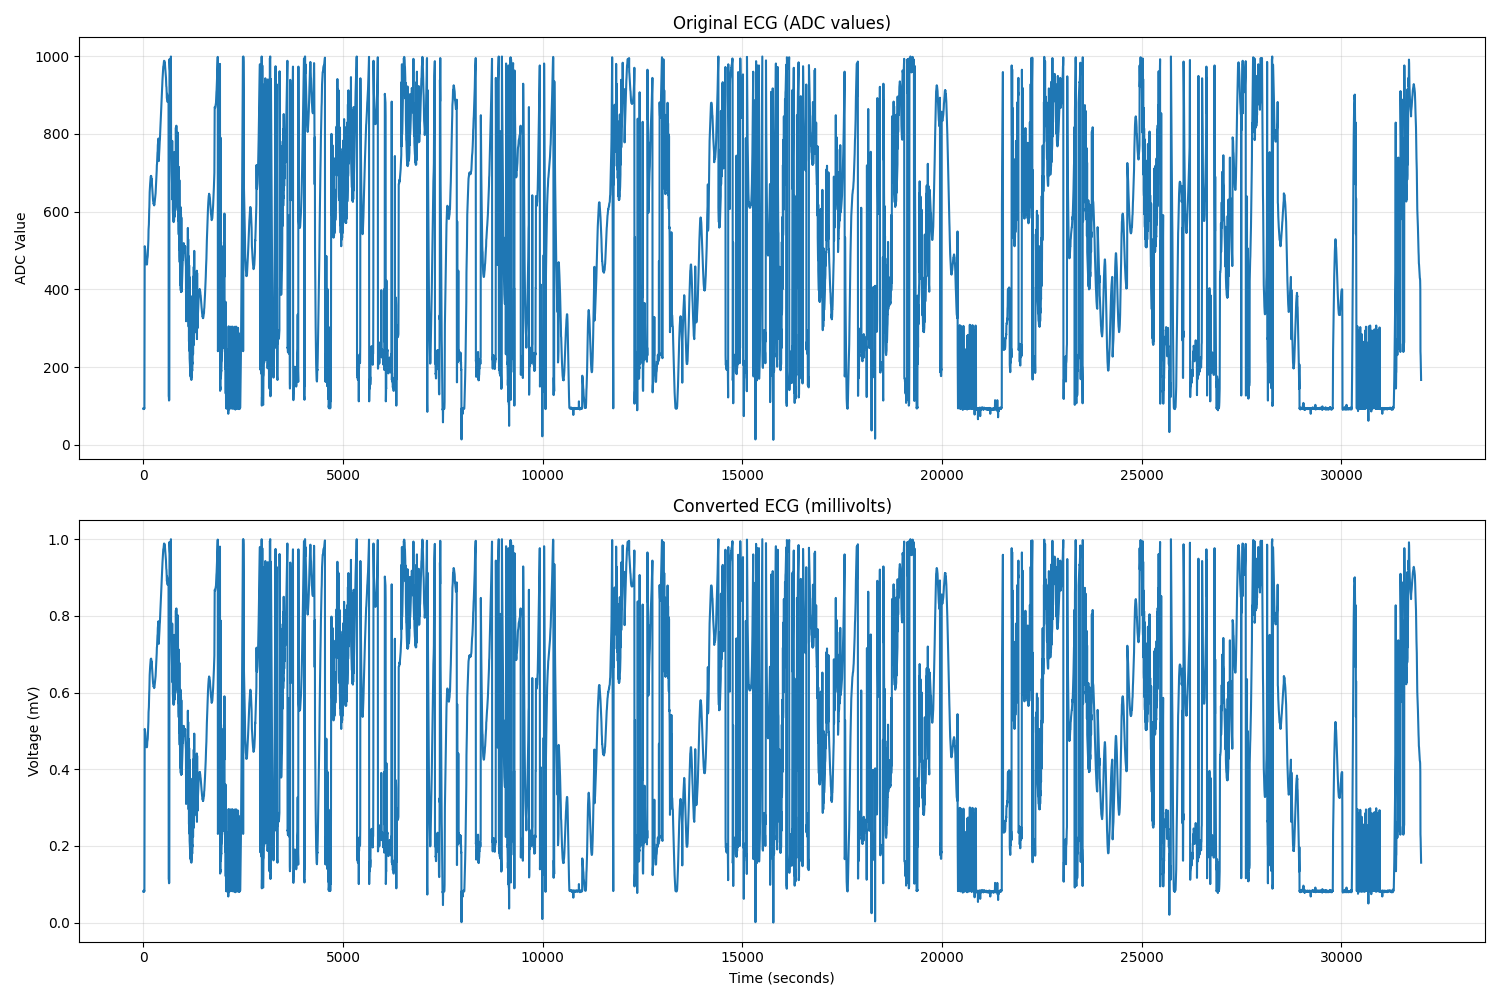 Original ECG (ADC values)
1000
800
600
400
200
0
ADC Value
0 5000 10000 15000 20000 25000 30000
Converted ECG (millivolts)
1.0
0.8
0.6
0.4
0.2
0.0
Voltage (mV)
0 5000 10000 15000 20000 25000 30000
Time (seconds)